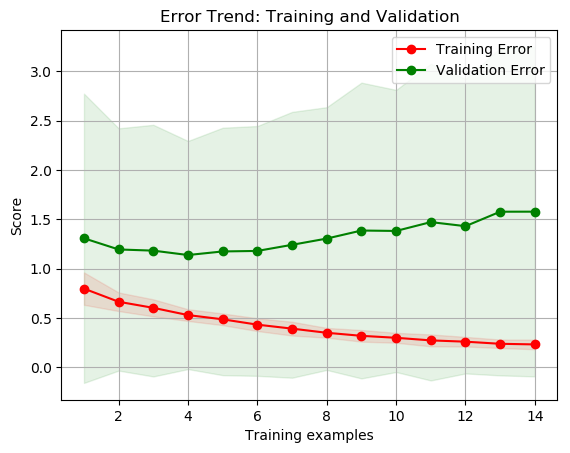 Error Trend: Training and Validation
Training Error
Validation Error
Score
3.0
2.5
2.0
1.5
1.0
0.5
0.0
2 4 6 8 10 12 14
Training examples